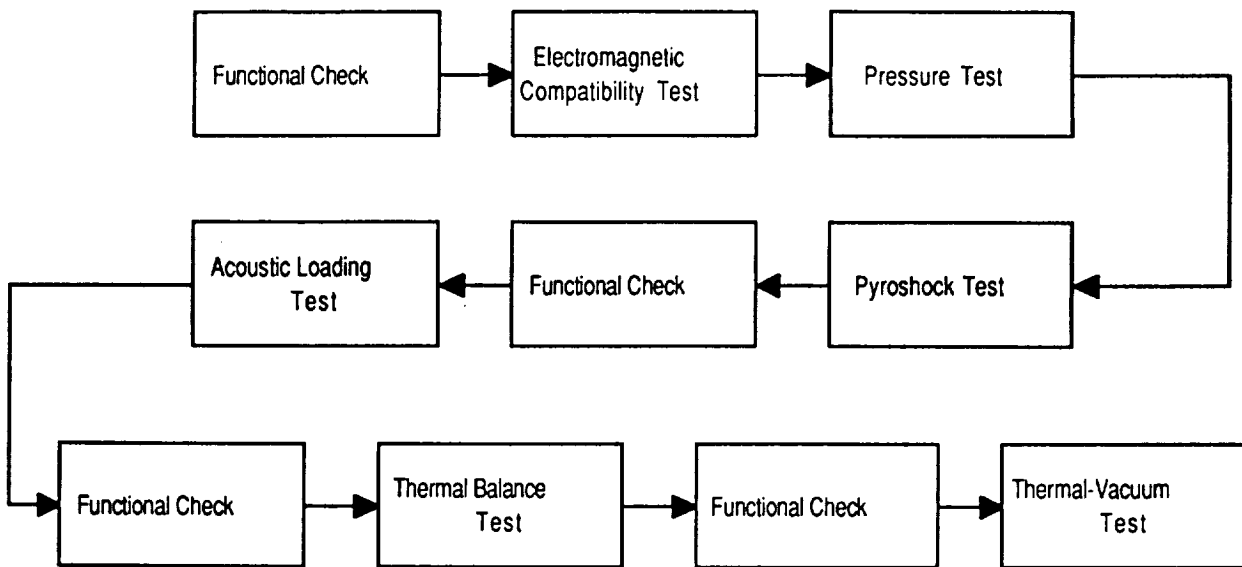 Functional Check
Electromagnetic
Compatibility Test
Pressure Test
Acoustic Loading
Test
Functional Check
Pyroshock Test
Functional Check
Thermal Balance
Test
Functional Check
Thermal-Vacuum
Test